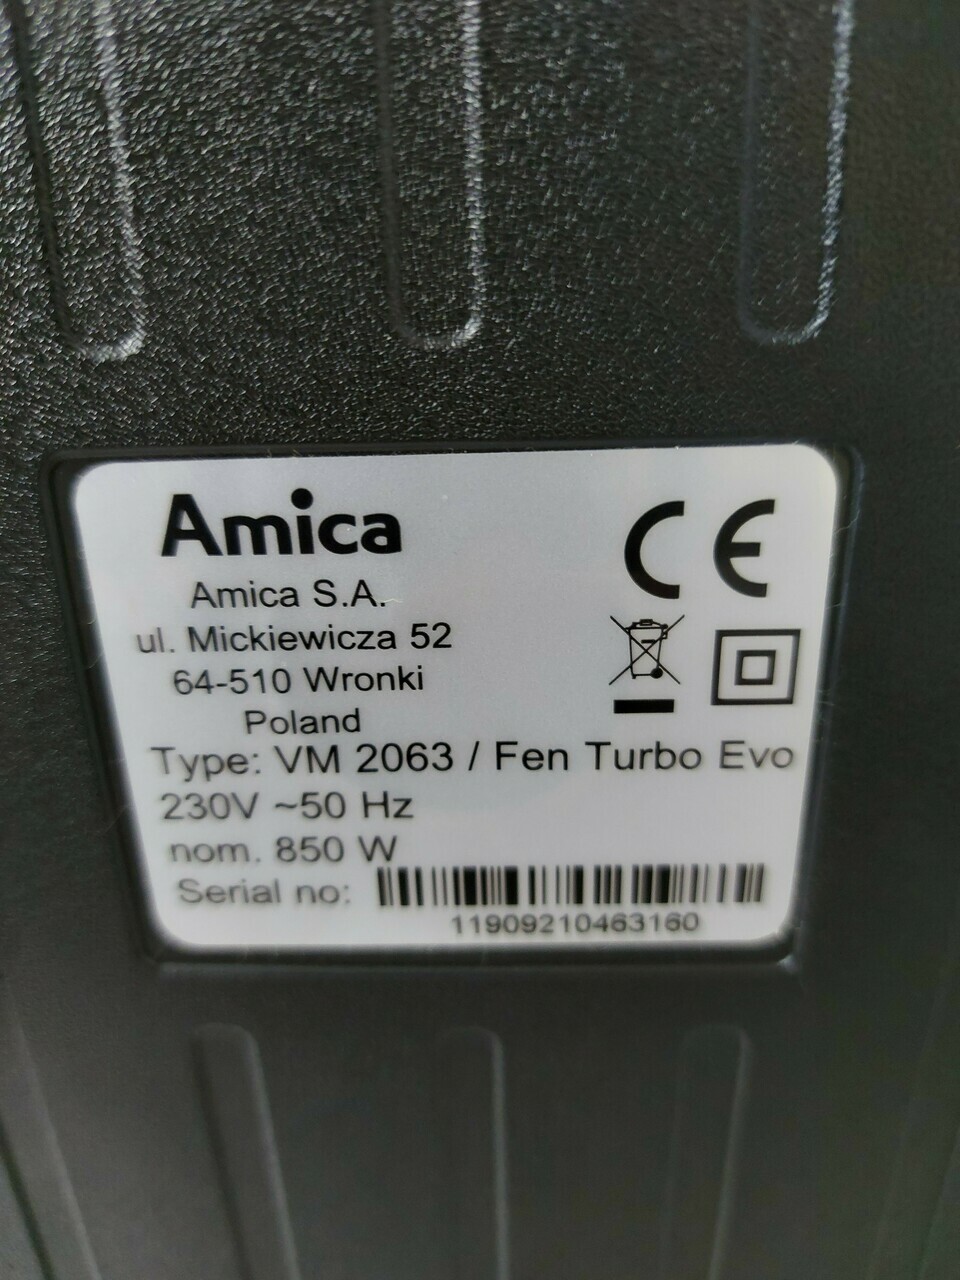 Amica
CE
Amica S.A.
ul. Mickiewicza 52
64-510 Wronki
Poland
Type: VM 2063 / Fen Turbo Evo
230V ~50 Hz
nom. 850 W
Serial no:
11909210463160